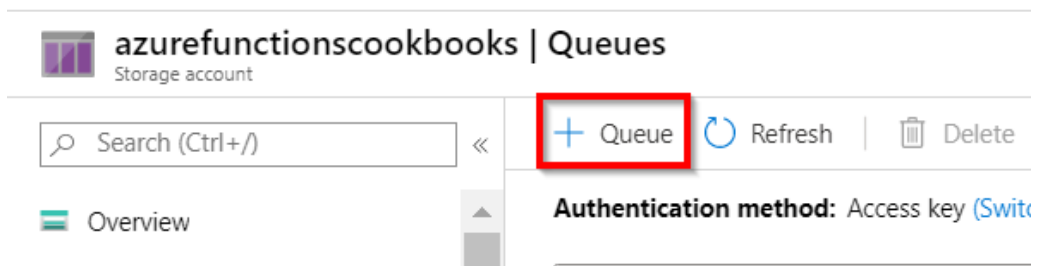 azurefunctionscookbooks | Queues
Storage account
Search (Ctrl+/)
«
Queue
Refresh
Delete
Overview
Authentication method: Access key (Switc